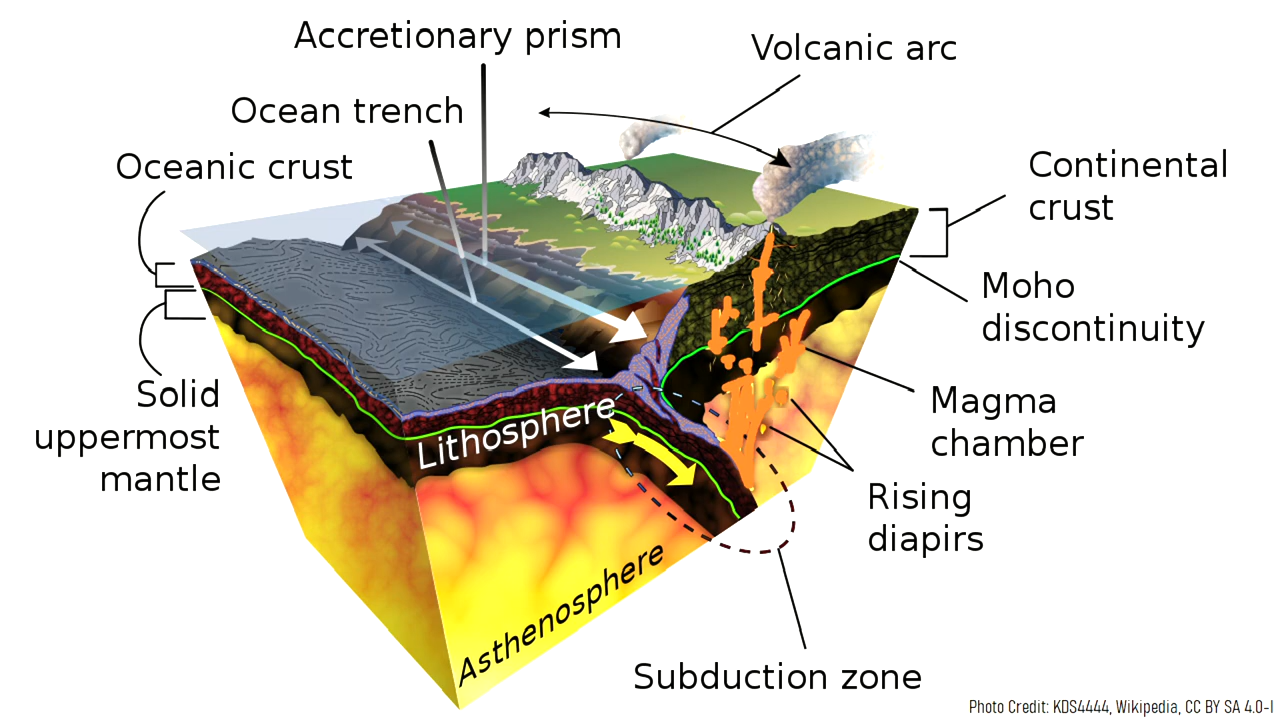 Accretionary prism
Volcanic arc
Ocean trench
Oceanic crust
Continental
crust
Moho
discontinuity
Solid
uppermost
mantle
Lithosphere
Magma
chamber
Rising
diapirs
Asthenosphere
Subduction zone
Photo Credit: KDS4444, Wikipedia, CC BY SA 4.0-I